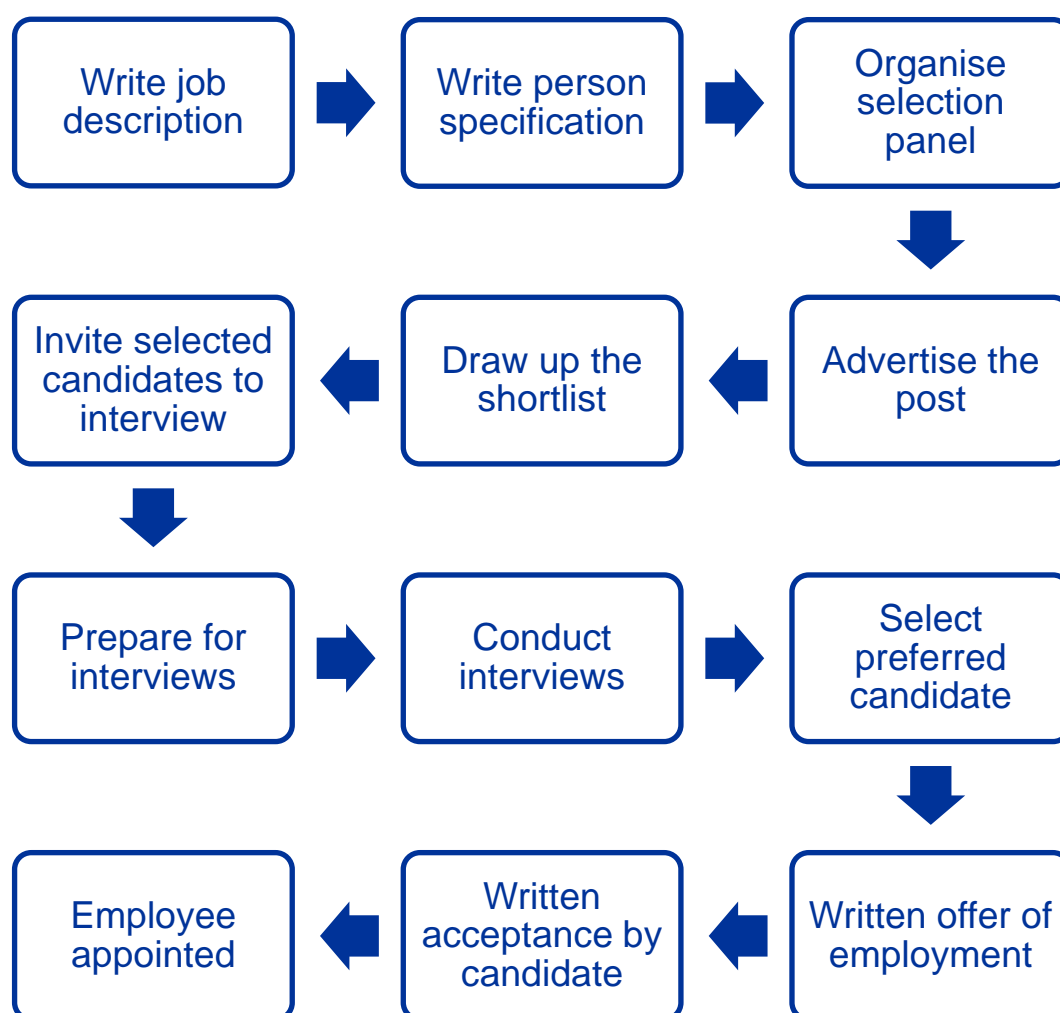 Write job
description
Write person
specification
Organise
selection
panel
Advertise the
post
Draw up the
shortlist
Invite selected
candidates to
interview
Prepare for
interviews
Conduct
interviews
Select
preferred
candidate
Written offer of
employment
Written
acceptance by
candidate
Employee
appointed